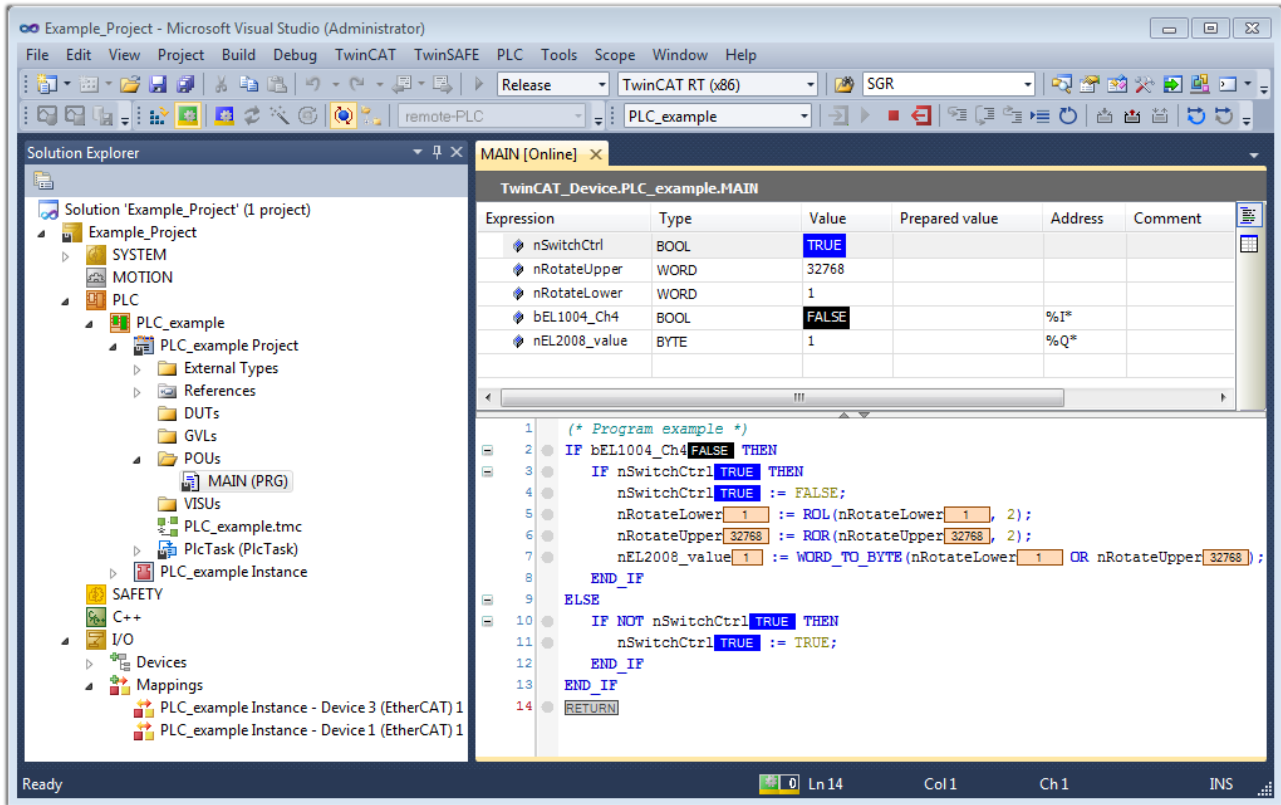 Example_Project - Microsoft Visual Studio (Administrator)
File Edit View Project Build Debug TwinCAT TwinSAFE PLC Tools Scope Window Help
Release TwinCAT RT (x86) SGR
remote-PLC PLC_example
Solution Explorer
Solution 'Example_Project' (1 project)
Example_Project
SYSTEM
MOTION
PLC
PLC_example
PLC_example Project
External Types
References
DUTs
GVLs
POUs
MAIN (PRG)
VISUs
PLC_example.tmc
PlcTask (PlcTask)
PLC_example Instance
SAFETY
C++
I/O
Devices
Mappings
PLC_example Instance - Device 3 (EtherCAT) 1
PLC_example Instance - Device 1 (EtherCAT) 1
MAIN [Online]
TwinCAT_Device.PLC_example.MAIN
Expression Type Value Prepared value Address Comment
nSwitchCtrl BOOL TRUE
nRotateUpper WORD 32768
nRotateLower WORD 1
bEL1004_Ch4 BOOL FALSE %I*
nEL2008_value BYTE 1 %Q*
1 (* Program example *)
2 IF bEL1004_Ch4 FALSE THEN
3 IF nSwitchCtrl TRUE THEN
4 nSwitchCtrl TRUE := FALSE;
5 nRotateLower 1 := ROL(nRotateLower 1 , 2);
6 nRotateUpper 32768 := ROR(nRotateUpper 32768 , 2);
7 nEL2008_value 1 := WORD_TO_BYTE(nRotateLower 1 OR nRotateUpper 32768 );
8 END_IF
9 ELSE
10 IF NOT nSwitchCtrl TRUE THEN
11 nSwitchCtrl TRUE := TRUE;
12 END_IF
13 END_IF
14 RETURN
Ready 0 Ln 14 Col 1 Ch 1 INS